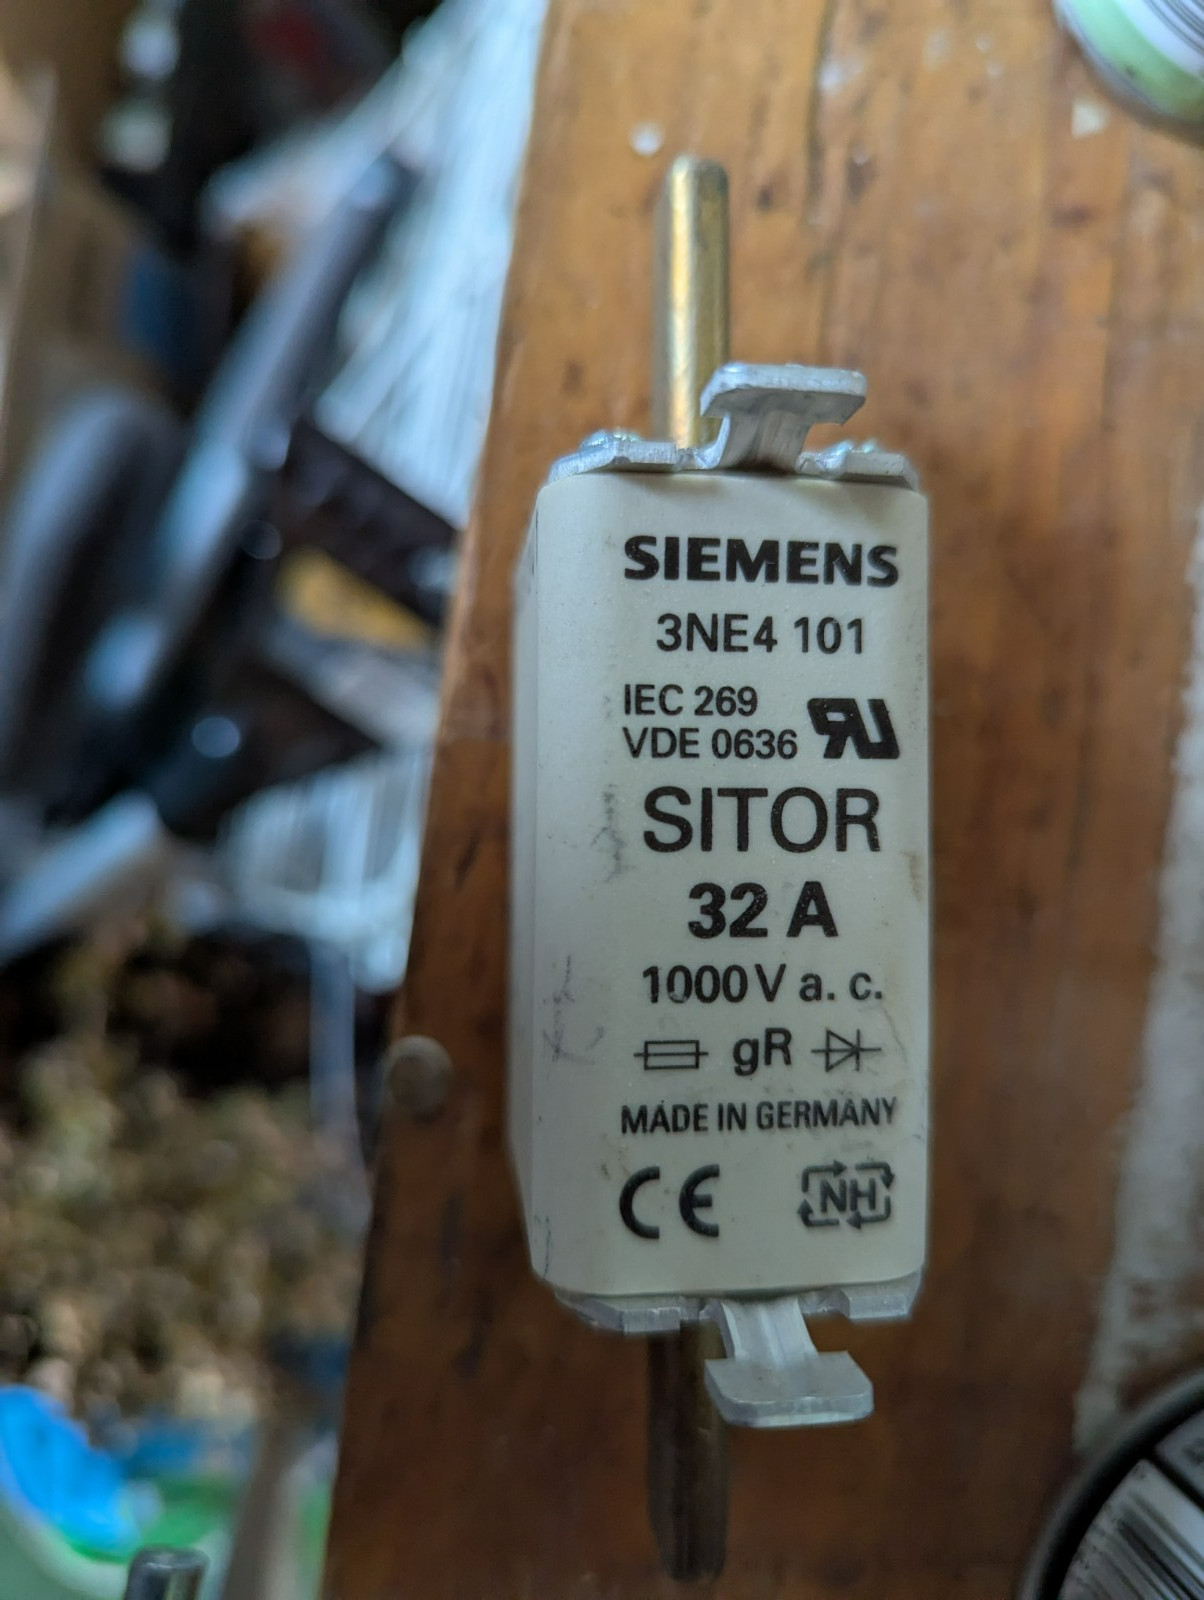 SIEMENS
3NE4 101
IEC 269
VDE 0636
SITOR
32 A
1000 V a. c.
gR
MADE IN GERMANY
CE
NH